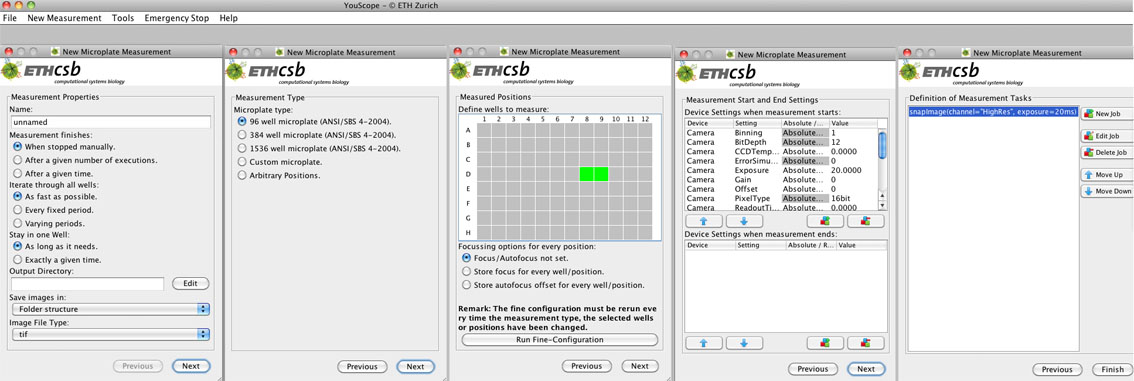 YouScope - © ETH Zurich
File New Measurement Tools Emergency Stop Help
New Microplate Measurement
ETHcsb
computational systems biology
Measurement Properties
Name:
unnamed
Measurement finishes:
When stopped manually.
After a given number of executions.
After a given time.
Iterate through all wells:
As fast as possible.
Every fixed period.
Varying periods.
Stay in one Well:
As long as it needs.
Exactly a given time.
Output Directory:
Edit
Save images in:
Folder structure
Image File Type:
tif
Previous Next
New Microplate Measurement
ETHcsb
computational systems biology
Measurement Type
Microplate type:
96 well microplate (ANSI/SBS 4-2004).
384 well microplate (ANSI/SBS 4-2004).
1536 well microplate (ANSI/SBS 4-2004).
Custom microplate.
Arbitrary Positions.
Previous Next
New Microplate Measurement
ETHcsb
computational systems biology
Measured Positions
Define wells to measure:
1 2 3 4 5 6 7 8 9 10 11 12
A
B
C
D
E
F
G
H
Focussing options for every position:
Focus/Autofocus not set.
Store focus for every well/position.
Store autofocus offset for every well/position.
Remark: The fine configuration must be rerun eve
ry time the measurement type, the selected wells
or positions have been changed.
Run Fine-Configuration
Previous Next
New Microplate Measurement
ETHcsb
computational systems biology
Measurement Start and End Settings
Device Settings when measurement starts:
Device Setting Absolute /... Value
Camera Binning Absolute... 1
Camera BitDepth Absolute... 12
Camera CCDTemp... Absolute... 0.0000
Camera ErrorSimu... Absolute... 0
Camera Exposure Absolute... 20.0000
Camera Gain Absolute... 0
Camera Offset Absolute... 0
Camera PixelType Absolute... 16bit
Camera ReadoutTi... Absolute... 0.0000
Device Settings when measurement ends:
Device Setting Absolute / R... Value
Previous Next
New Microplate Measurement
ETHcsb
computational systems biology
Definition of Measurement Tasks
snapImage(channel="HighRes", exposure=20ms)
New Job
Edit Job
Delete Job
Move Up
Move Down
Previous Finish